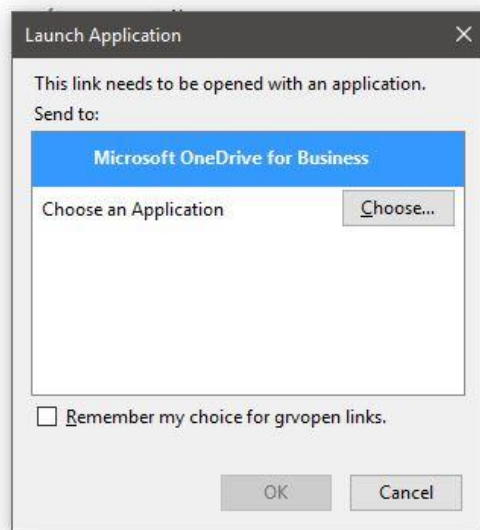 Launch Application
This link needs to be opened with an application.
Send to:
Microsoft OneDrive for Business
Choose an Application
Choose...
Remember my choice for grvopen links.
OK
Cancel